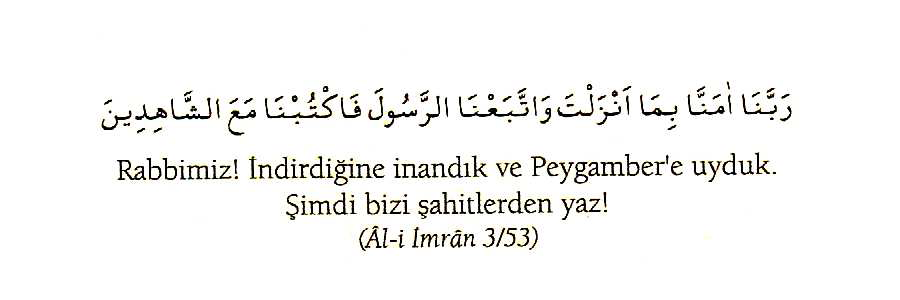 رَبَّنَا اٰمَنَّا بِمَا اَنْزَلْتَ وَاتَّبَعْنَا الرَّسُولَ فَاكْتُبْنَا مَعَ الشَّاهِدِينَ
Rabbimiz! İndirdiğine inandık ve Peygamber'e uyduk.
Şimdi bizi şahitlerden yaz!
(Âl-i İmrân 3/53)